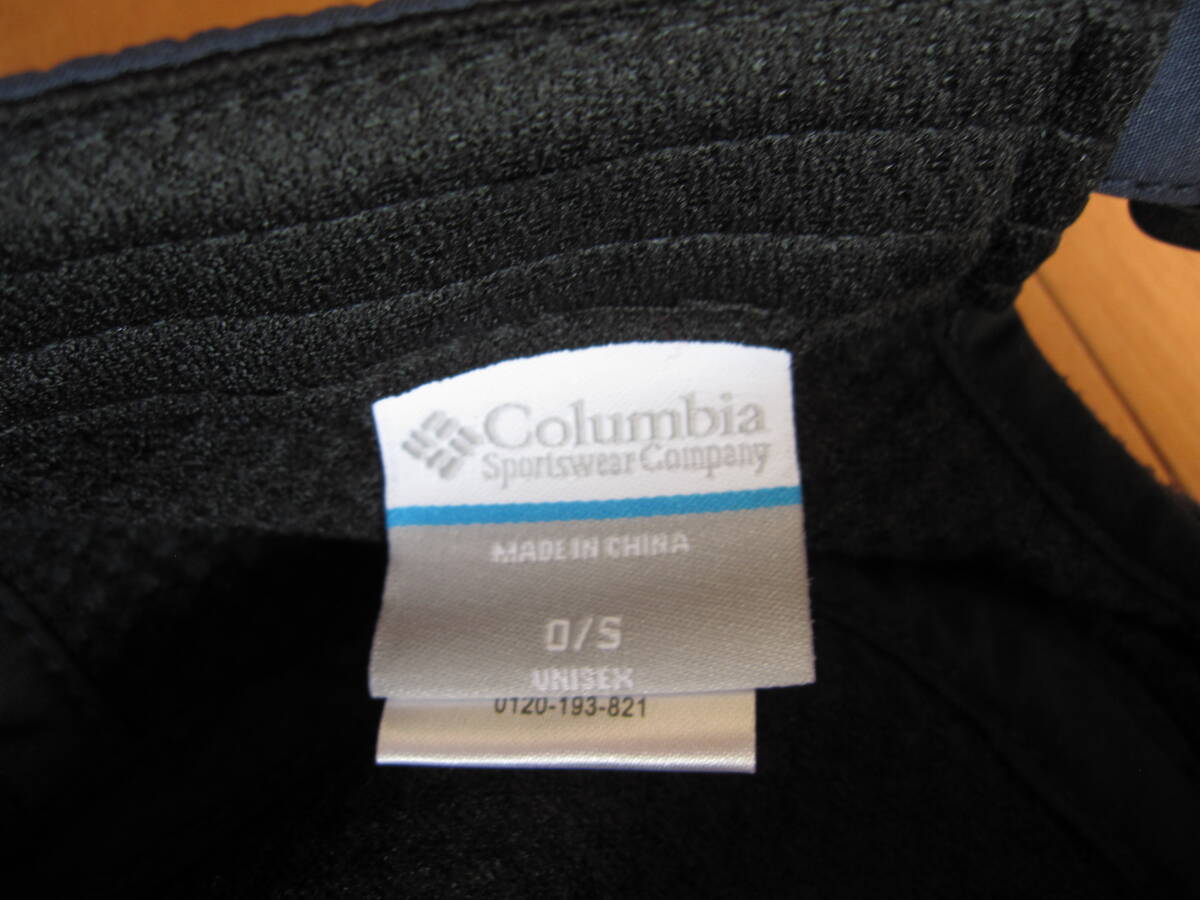 Columbia
Sportswear Company
MADE IN CHINA
O/S
UNISEX
0120-193-821